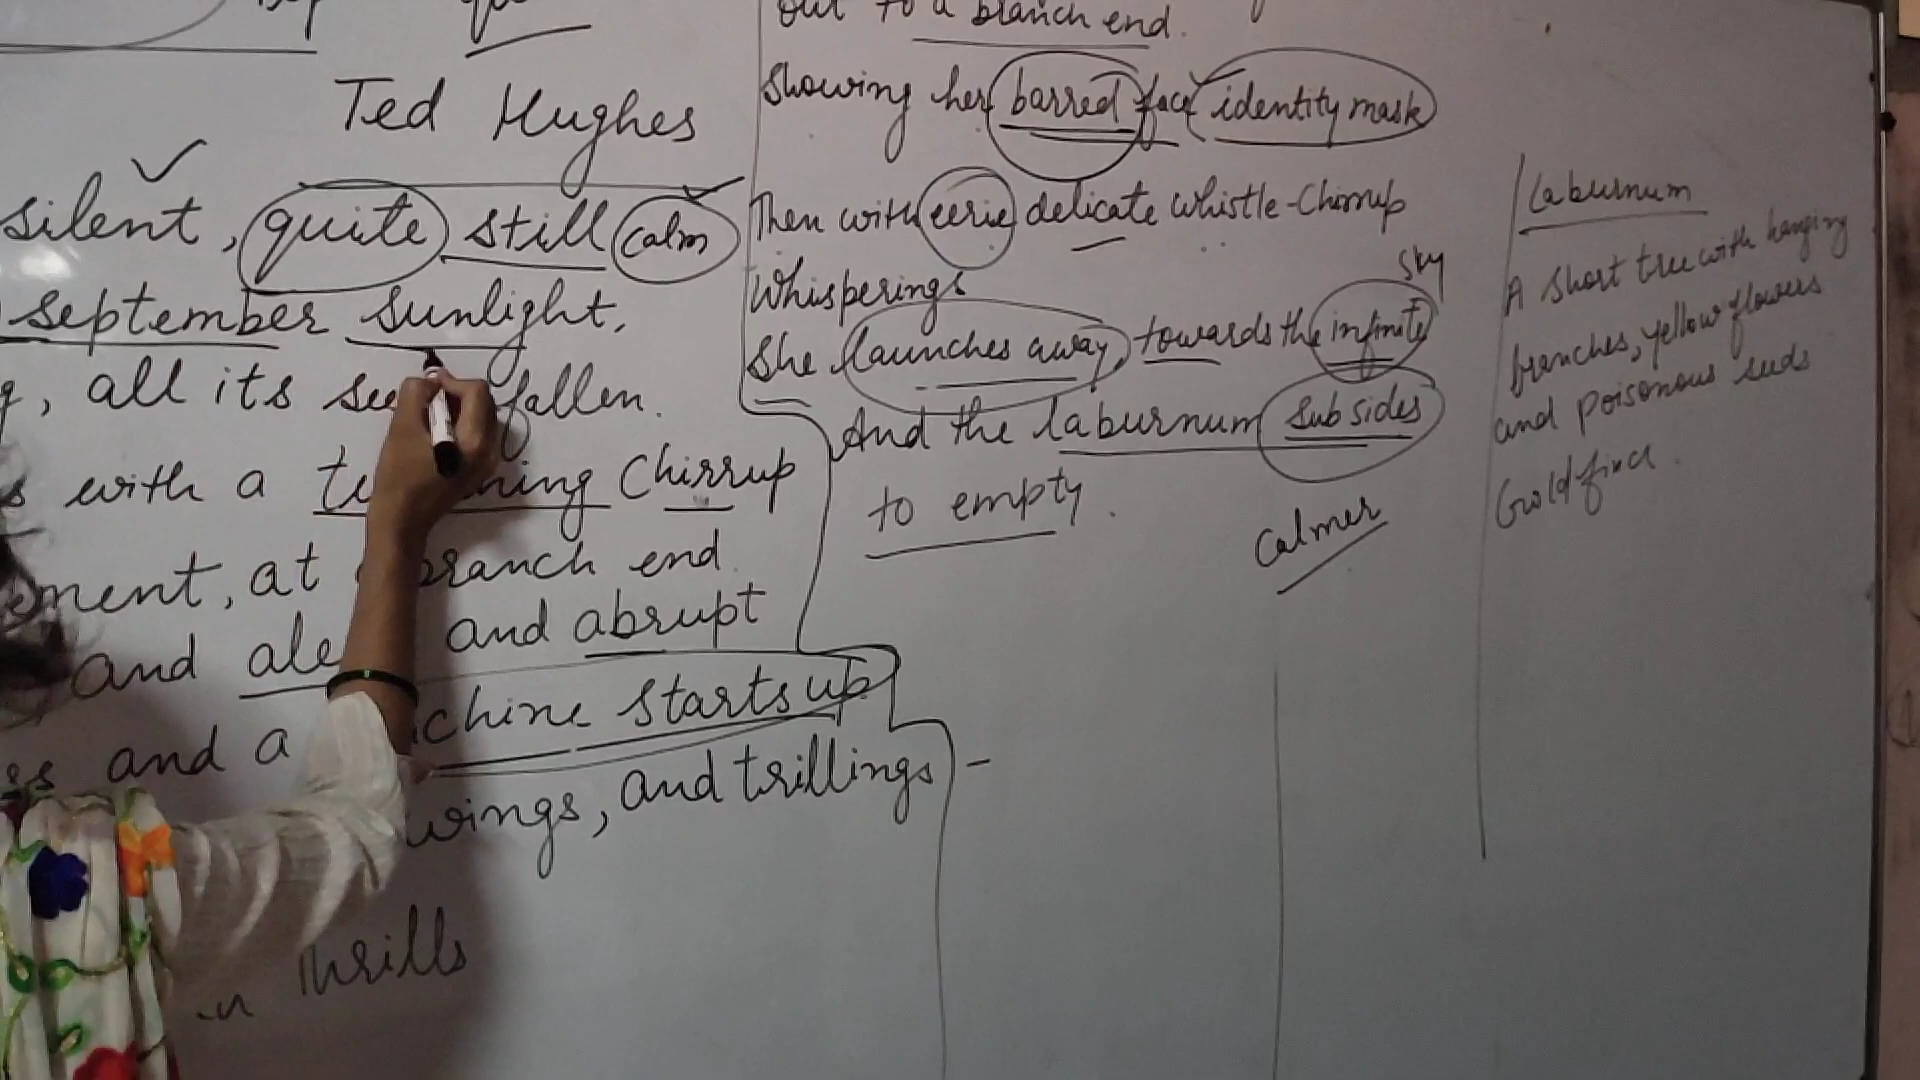 Ted Hughes
silent, quite still calm
september sunlight,
, all its fallen.
with a Chirrup
ement, at branch end
and and abrupt
and a chine starts up
wings, and trillings -
Thrills
out to a branch end.
Showing her barred face identity mask
Then with eerie delicate whistle-Chirrup
Whisperings
She launches away, towards the infinite
sky
And the laburnum subsides
to empty.
Calmer
Laburnum
A short tree with hanging
branches, yellow flowers
and poisonous seeds